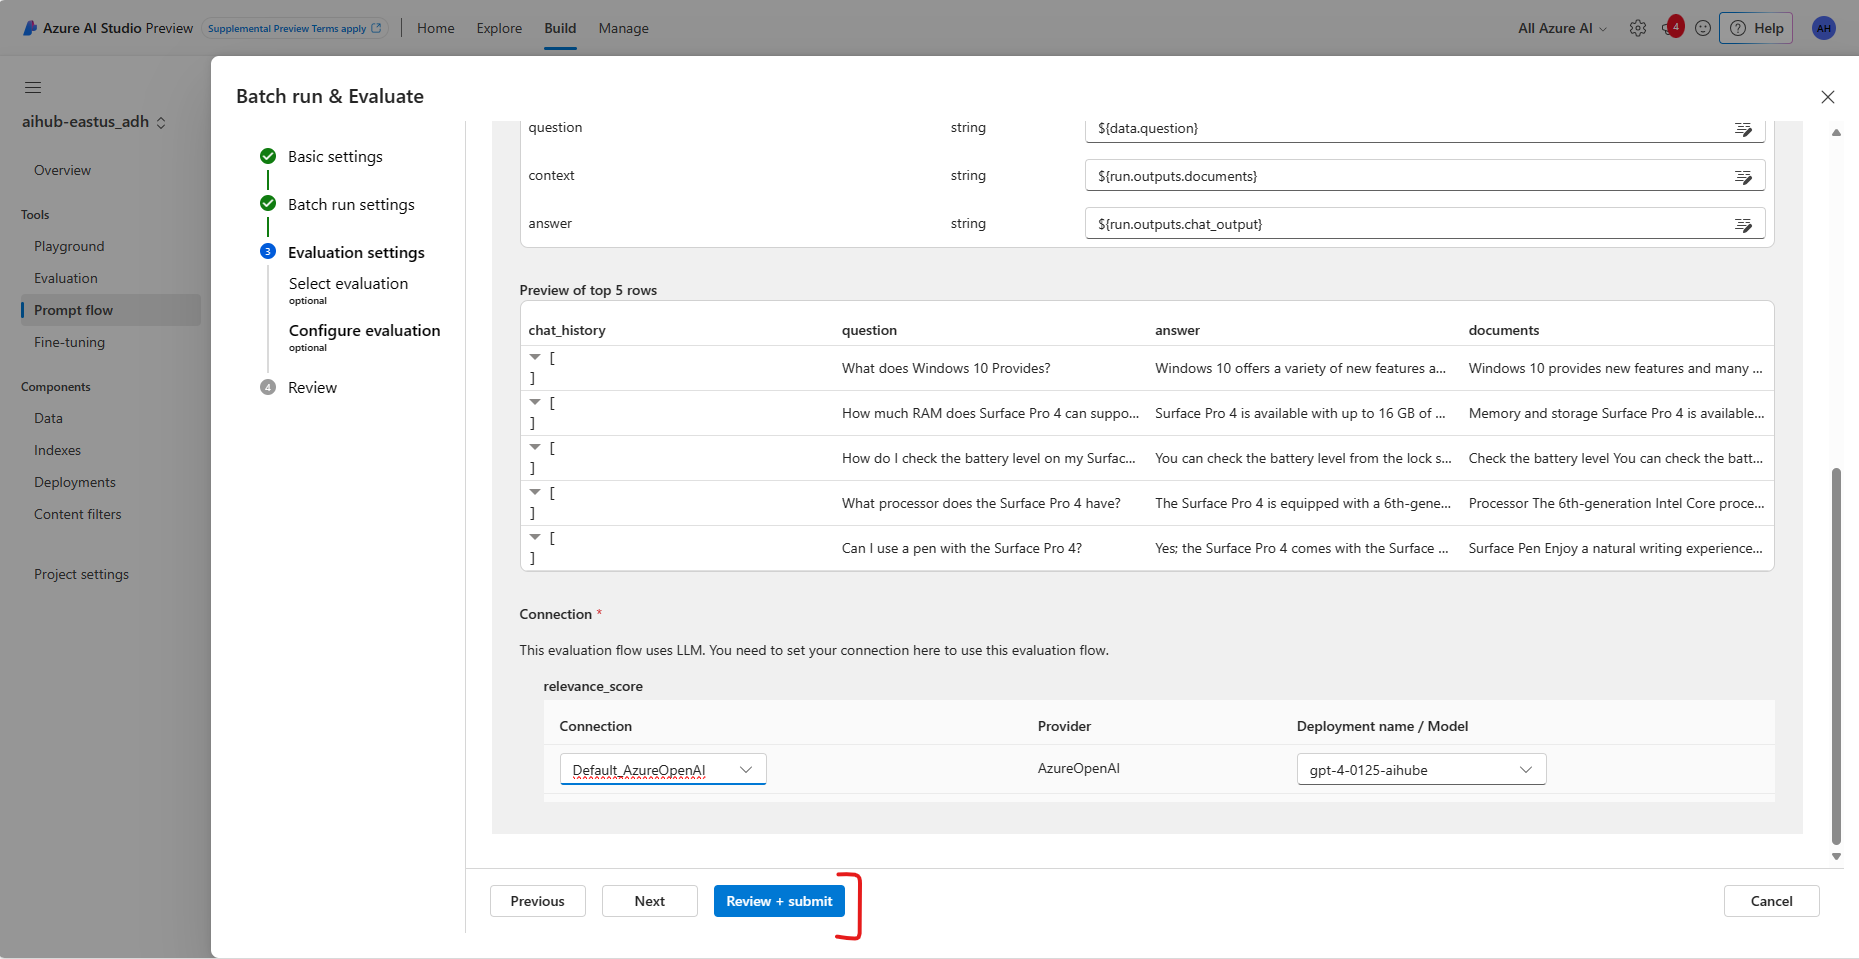 Azure AI Studio Preview Supplemental Preview Terms apply Home Explore Build Manage All Azure AI 4 Help AH
aihub-eastus_adh
Overview
Tools
Playground
Evaluation
Prompt flow
Fine-tuning
Components
Data
Indexes
Deployments
Content filters
Project settings
Batch run & Evaluate
Basic settings
Batch run settings
3 Evaluation settings
Select evaluation
optional
Configure evaluation
optional
4 Review
question string ${data.question}
context string ${run.outputs.documents}
answer string ${run.outputs.chat_output}
Preview of top 5 rows
chat_history question answer documents
[
What does Windows 10 Provides? Windows 10 offers a variety of new features a... Windows 10 provides new features and many ...
]
[
How much RAM does Surface Pro 4 can suppo... Surface Pro 4 is available with up to 16 GB of ... Memory and storage Surface Pro 4 is available...
]
[
How do I check the battery level on my Surfac... You can check the battery level from the lock s... Check the battery level You can check the batt...
]
[
What processor does the Surface Pro 4 have? The Surface Pro 4 is equipped with a 6th-gene... Processor The 6th-generation Intel Core proce...
]
[
Can I use a pen with the Surface Pro 4? Yes; the Surface Pro 4 comes with the Surface ... Surface Pen Enjoy a natural writing experience...
]
Connection *
This evaluation flow uses LLM. You need to set your connection here to use this evaluation flow.
relevance_score
Connection Provider Deployment name / Model
Default_AzureOpenAI AzureOpenAI gpt-4-0125-aihube
Previous Next Review + submit Cancel